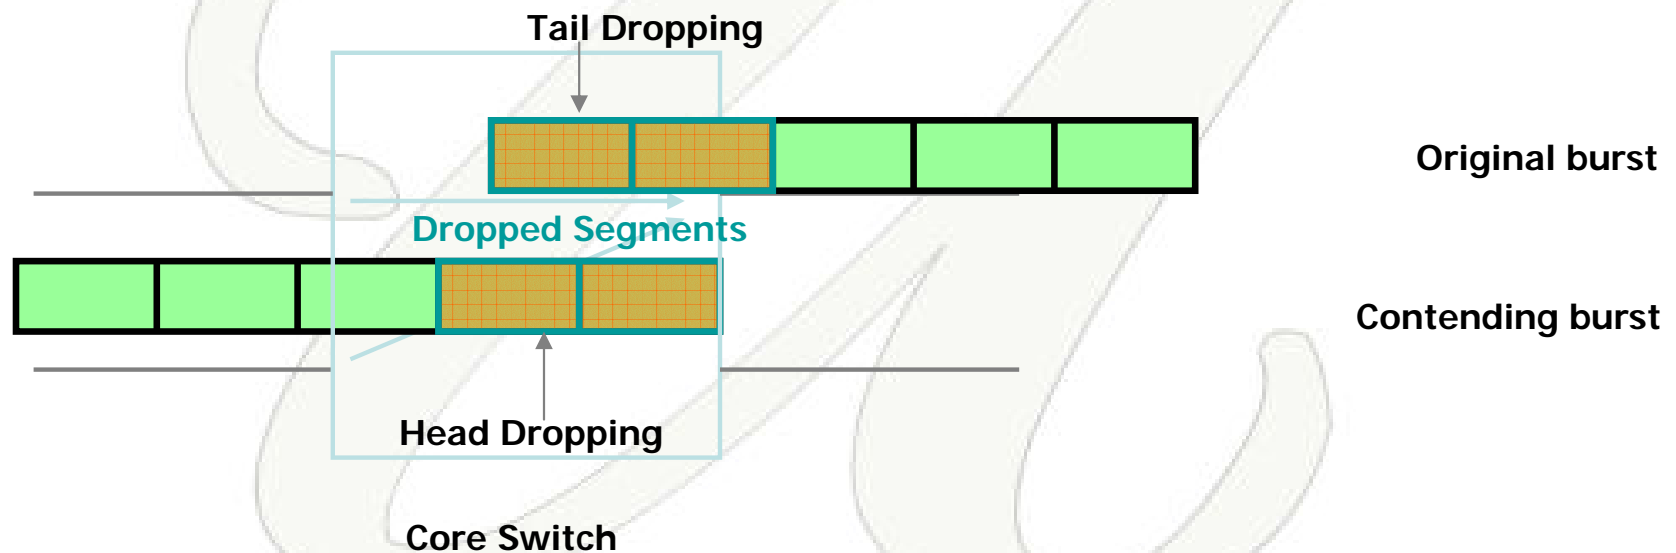 Tail Dropping
Original burst
Dropped Segments
Contending burst
Head Dropping
Core Switch